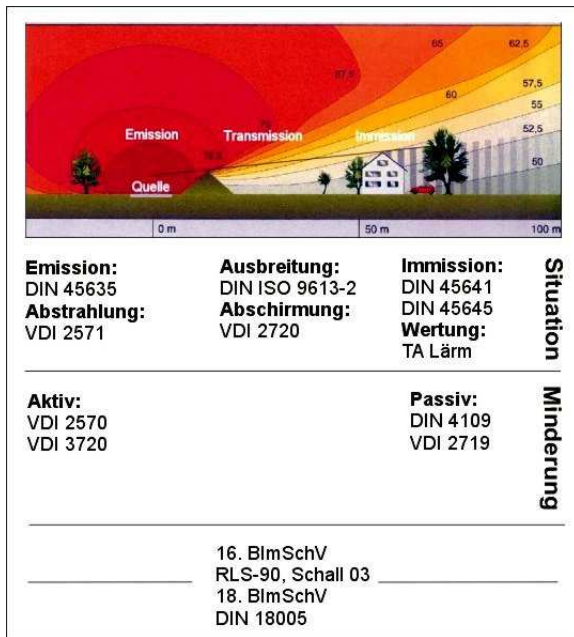 65
62,5
67,5
60
57,5
55
52,5
50
70
Emission
Transmission
Immission
Quelle
0 m
50 m
100 m
Emission:
DIN 45635
Abstrahlung:
VDI 2571
Ausbreitung:
DIN ISO 9613-2
Abschirmung:
VDI 2720
Immission:
DIN 45641
DIN 45645
Wertung:
TA Lärm
Situation
Aktiv:
VDI 2570
VDI 3720
Passiv:
DIN 4109
VDI 2719
Minderung
16. BImSchV
RLS-90, Schall 03
18. BImSchV
DIN 18005